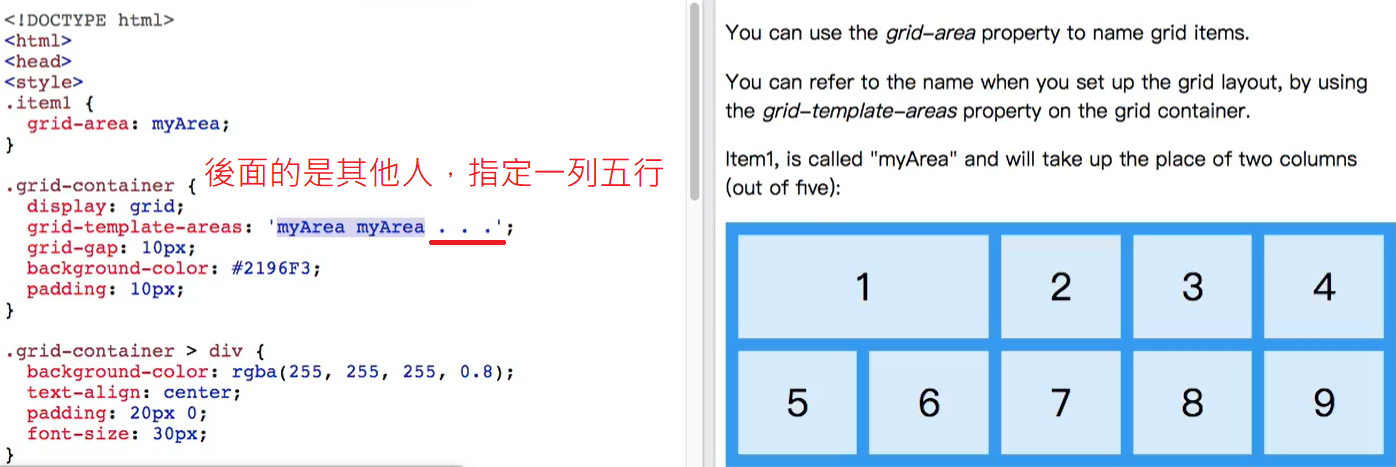 <!DOCTYPE html>
<html>
<head>
<style>
.item1 {
  grid-area: myArea;
}
後面的是其他人，指定一列五行
.grid-container {
  display: grid;
  grid-template-areas: 'myArea myArea . . .';
  grid-gap: 10px;
  background-color: #2196F3;
  padding: 10px;
}
.grid-container > div {
  background-color: rgba(255, 255, 255, 0.8);
  text-align: center;
  padding: 20px 0;
  font-size: 30px;
}
You can use the grid-area property to name grid items.
You can refer to the name when you set up the grid layout, by using
the grid-template-areas property on the grid container.
Item1, is called "myArea" and will take up the place of two columns
(out of five):
1 2 3 4
5 6 7 8 9